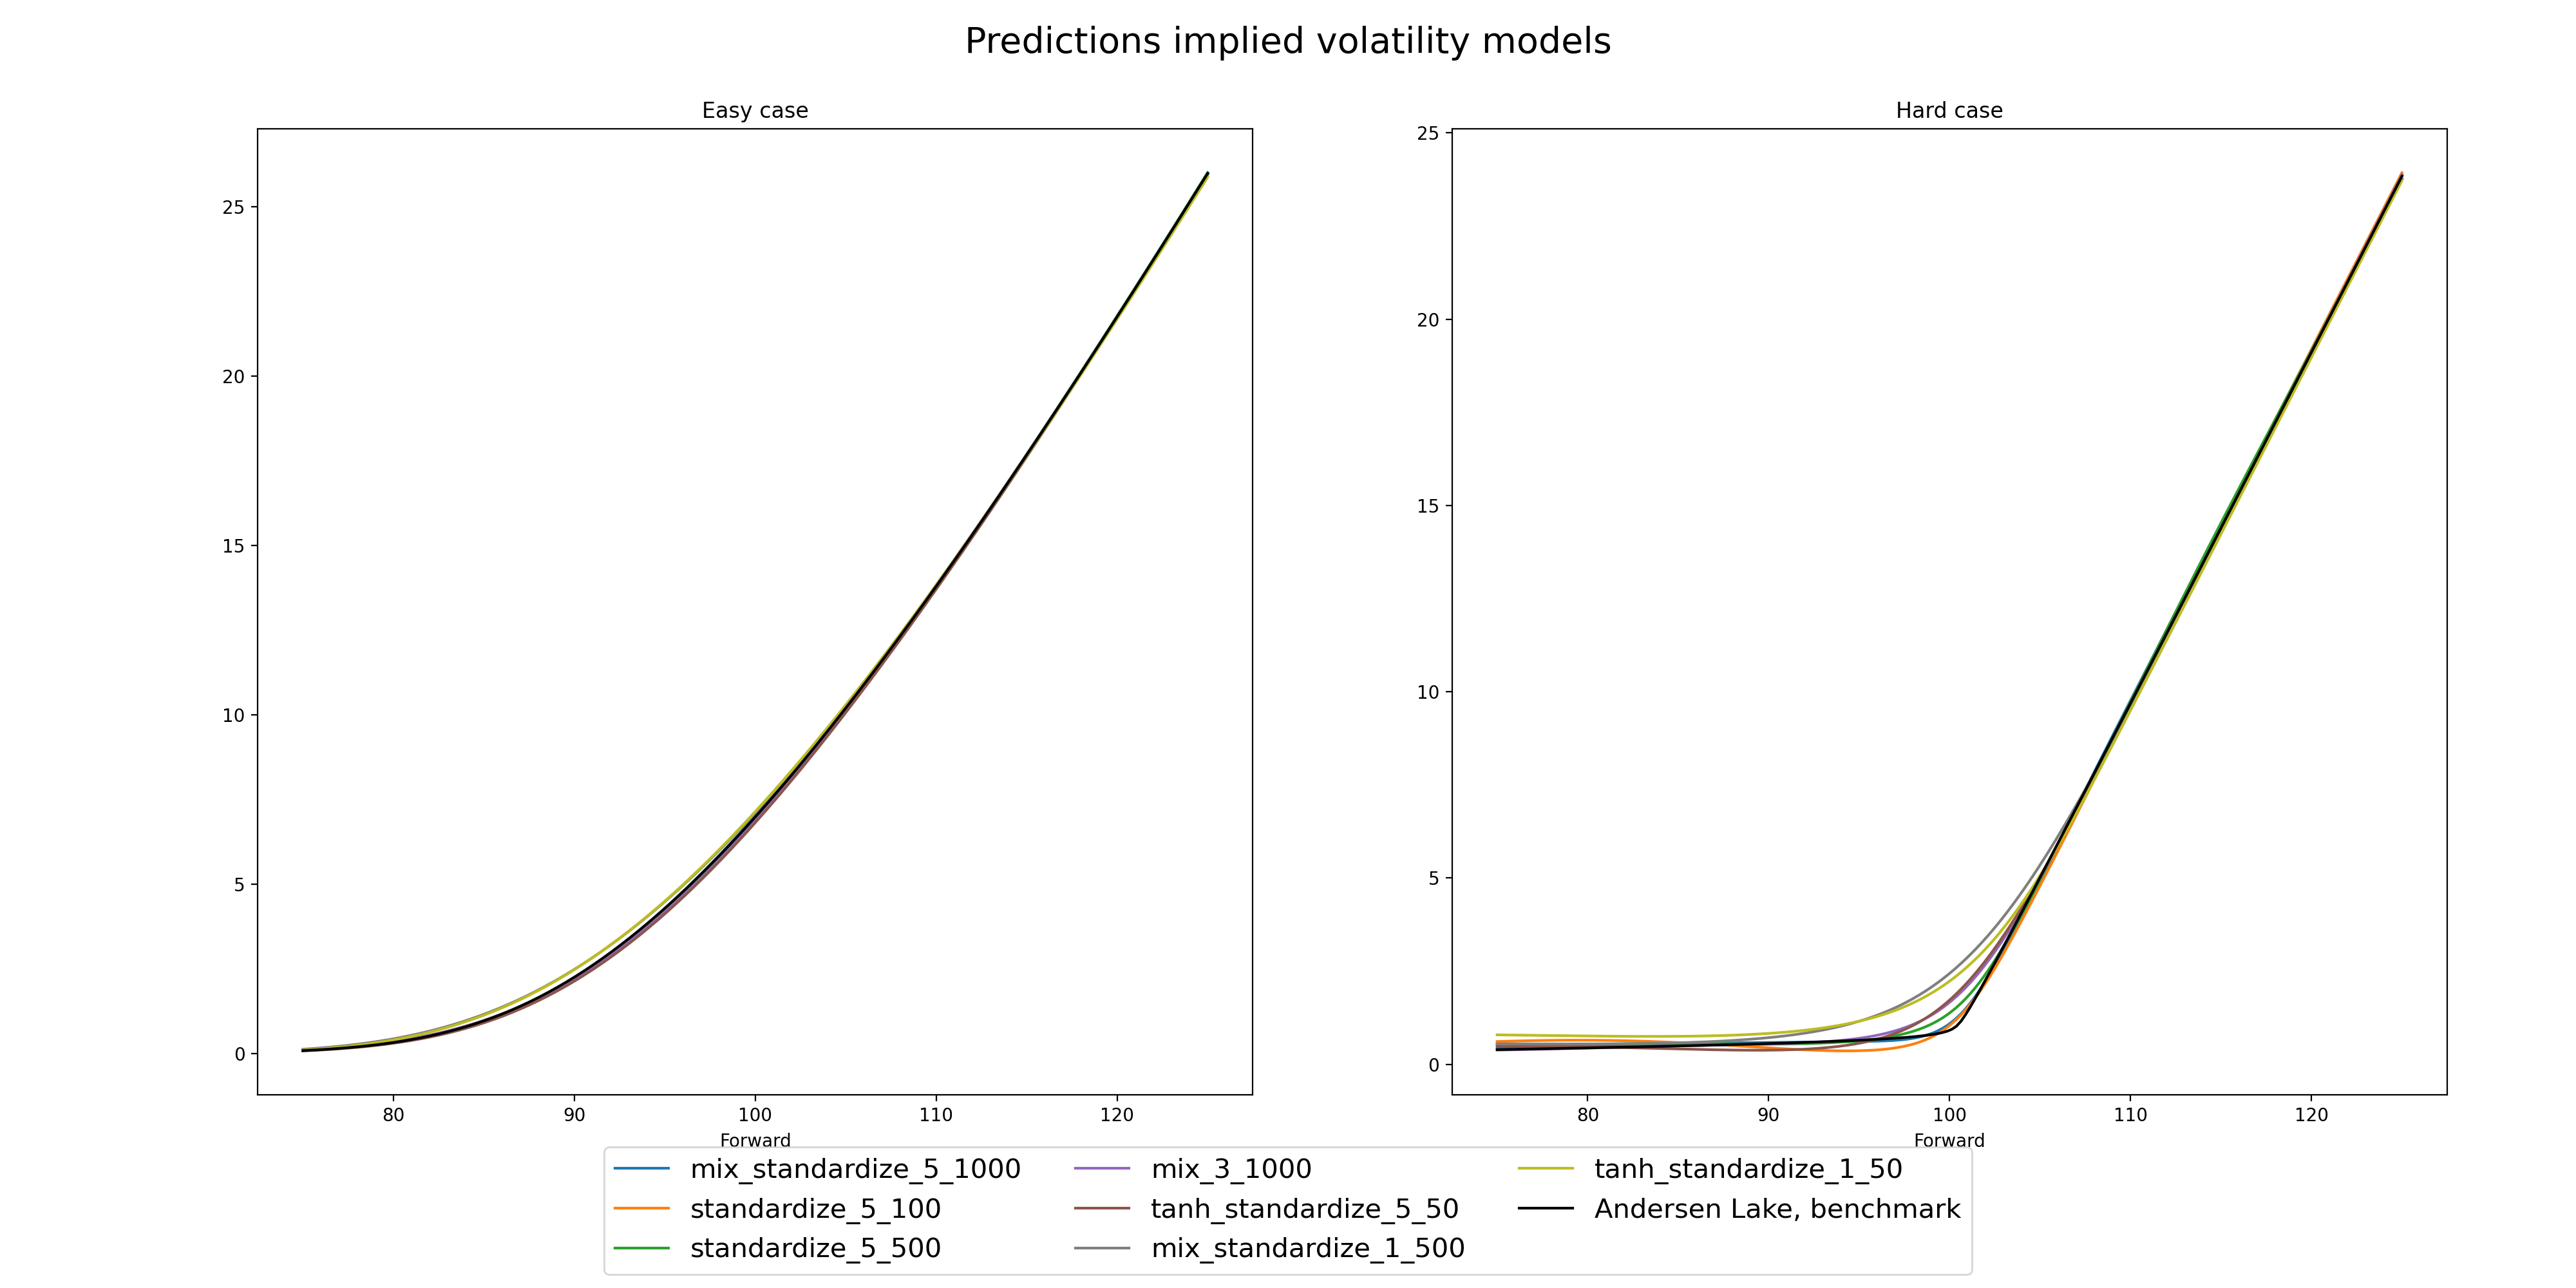 Predictions implied volatility models
Easy case
25
20
15
10
5
0
80 90 100 110 120
Forward
Hard case
25
20
15
10
5
0
80 90 100 110 120
Forward
mix_standardize_5_1000
standardize_5_100
standardize_5_500
mix_3_1000
tanh_standardize_5_50
mix_standardize_1_500
tanh_standardize_1_50
Andersen Lake, benchmark